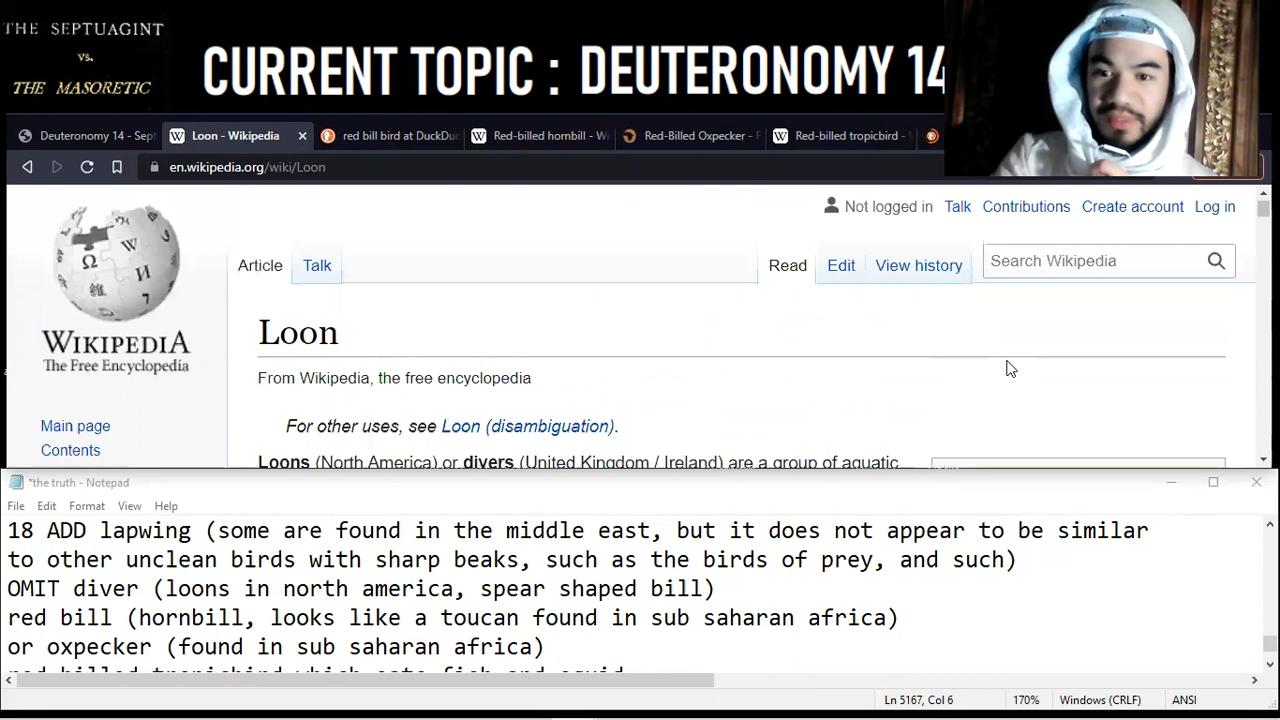 THE SEPTUAGINT
vs.
THE MASORETIC
CURRENT TOPIC : DEUTERONOMY 14
Deuteronomy 14 - Sept
Loon - Wikipedia
red bill bird at DuckDu
Red-billed hornbill - W
Red-Billed Oxpecker -
Red-billed tropicbird -
en.wikipedia.org/wiki/Loon
Not logged in Talk Contributions Create account Log in
Article Talk Read Edit View history Search Wikipedia
WIKIPEDIA
The Free Encyclopedia
Main page
Contents
Loon
From Wikipedia, the free encyclopedia
For other uses, see Loon (disambiguation).
Loons (North America) or divers (United Kingdom / Ireland) are a group of aquatic
*the truth - Notepad
File Edit Format View Help
18 ADD lapwing (some are found in the middle east, but it does not appear to be similar
to other unclean birds with sharp beaks, such as the birds of prey, and such)
OMIT diver (loons in north america, spear shaped bill)
red bill (hornbill, looks like a toucan found in sub saharan africa)
or oxpecker (found in sub saharan africa)
red billed tropicbird which eats fish and squid
Ln 5167, Col 6 170% Windows (CRLF) ANSI